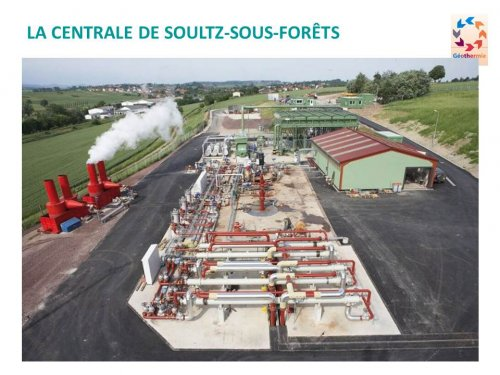 LA CENTRALE DE SOULTZ-SOUS-FORÊTS
Géothermie